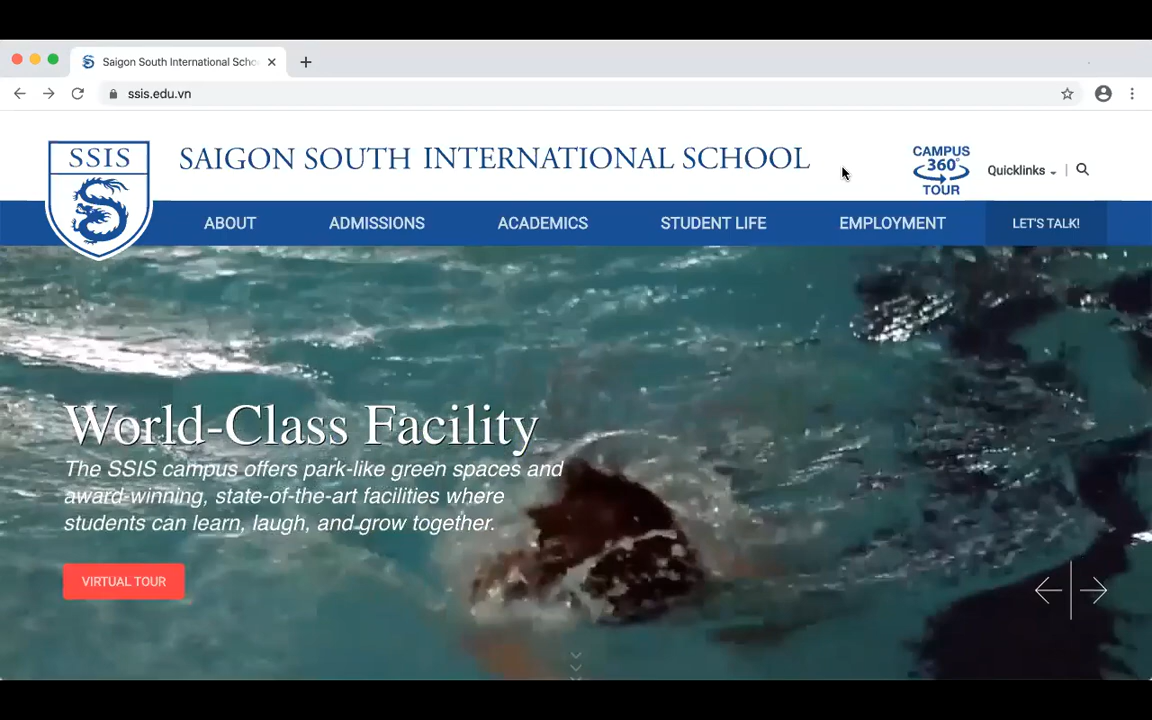 Saigon South International Scho
ssis.edu.vn
SSIS
SAIGON SOUTH INTERNATIONAL SCHOOL
CAMPUS
360°
TOUR
Quicklinks
ABOUT
ADMISSIONS
ACADEMICS
STUDENT LIFE
EMPLOYMENT
LET'S TALK!
World-Class Facility
The SSIS campus offers park-like green spaces and
award-winning, state-of-the-art facilities where
students can learn, laugh, and grow together.
VIRTUAL TOUR